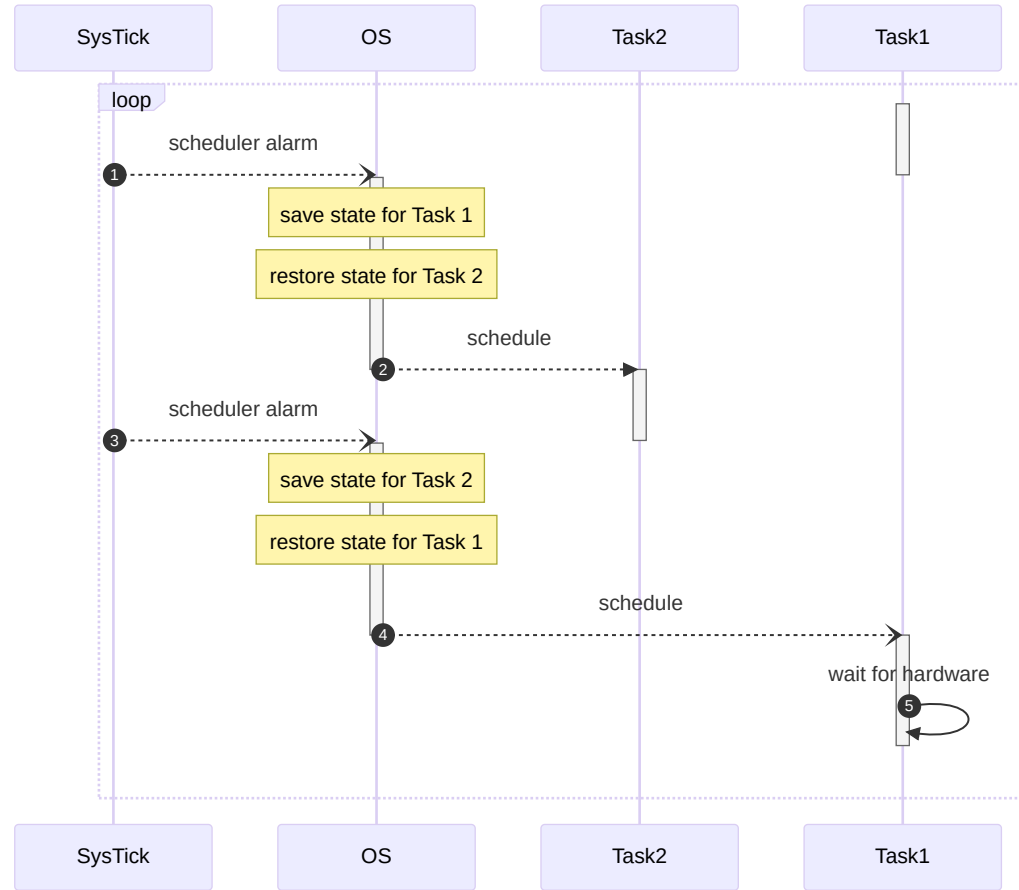 SysTick
OS
Task2
Task1
loop
scheduler alarm
1
save state for Task 1
restore state for Task 2
schedule
2
scheduler alarm
3
save state for Task 2
restore state for Task 1
schedule
4
wait for hardware
5
SysTick
OS
Task2
Task1